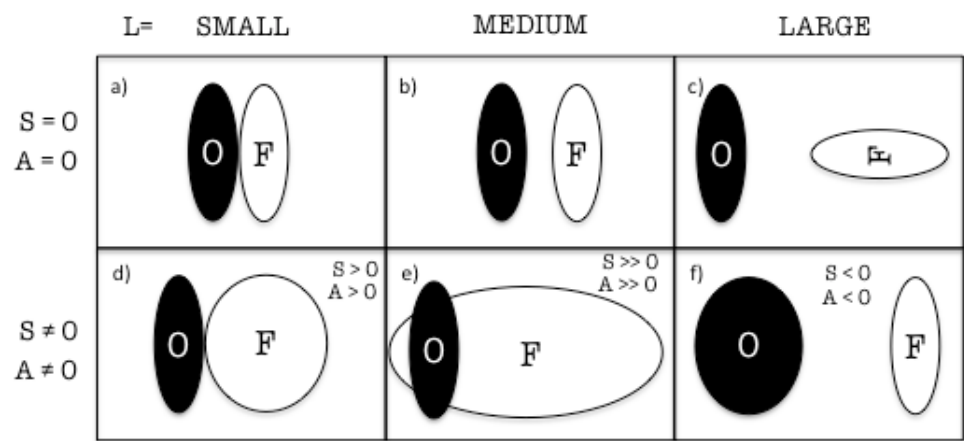 L= SMALL MEDIUM LARGE
S = 0
A = 0
a)
O F
b)
O F
c)
O F
S ≠ 0
A ≠ 0
d)
S > 0
A > 0
O F
e)
S >> 0
A >> 0
O F
f)
S < 0
A < 0
O F